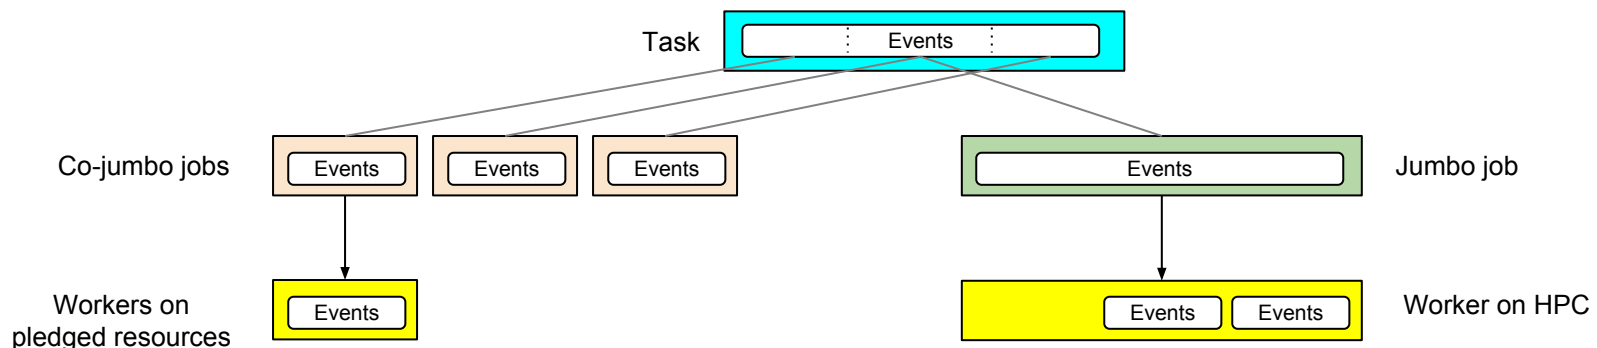 Task
Events
Co-jumbo jobs
Events
Events
Events
Events
Jumbo job
Workers on
pledged resources
Events
Events
Events
Worker on HPC